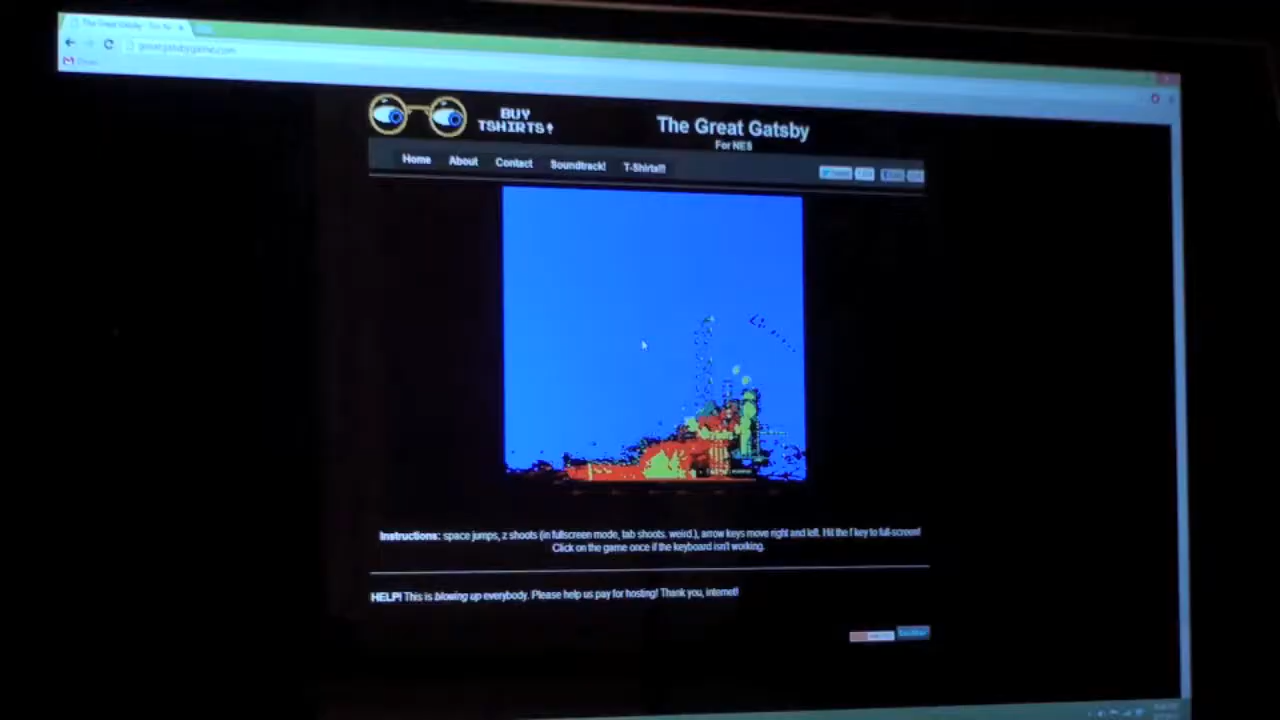 greatgatsbygame.com
BUY
TSHIRTS!
The Great Gatsby
For NES
Home About Contact Soundtrack! T-Shirts!!!
Instructions: space jumps, z shoots (in fullscreen mode, tab shoots. weird.), arrow keys move right and left. Hit the f key to full-screen!
Click on the game once if the keyboard isn't working.
HELP! This is blowing up everybody. Please help us pay for hosting! Thank you, internet!